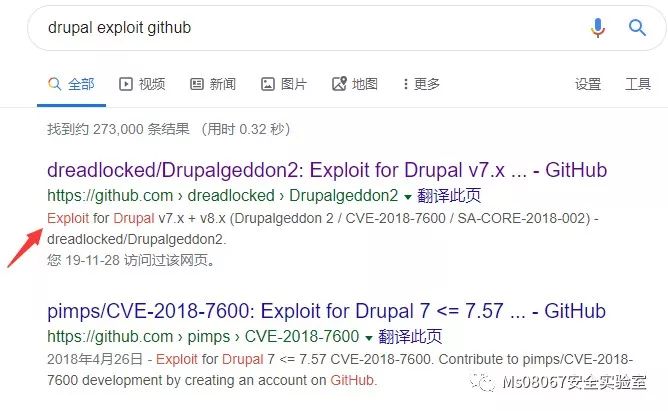 drupal exploit github
全部 视频 新闻 图片 地图 更多 设置 工具
找到约 273,000 条结果 （用时 0.32 秒）
dreadlocked/Drupalgeddon2: Exploit for Drupal v7.x ... - GitHub
https://github.com › dreadlocked › Drupalgeddon2 ▾ 翻译此页
Exploit for Drupal v7.x + v8.x (Drupalgeddon 2 / CVE-2018-7600 / SA-CORE-2018-002) -
dreadlocked/Drupalgeddon2.
您 19-11-28 访问过该网页。
pimps/CVE-2018-7600: Exploit for Drupal 7 <= 7.57 ... - GitHub
https://github.com › pimps › CVE-2018-7600 ▾ 翻译此页
2018年4月26日 - Exploit for Drupal 7 <= 7.57 CVE-2018-7600. Contribute to pimps/CVE-2018-
7600 development by creating an account on GitHub.
Ms08067安全实验室